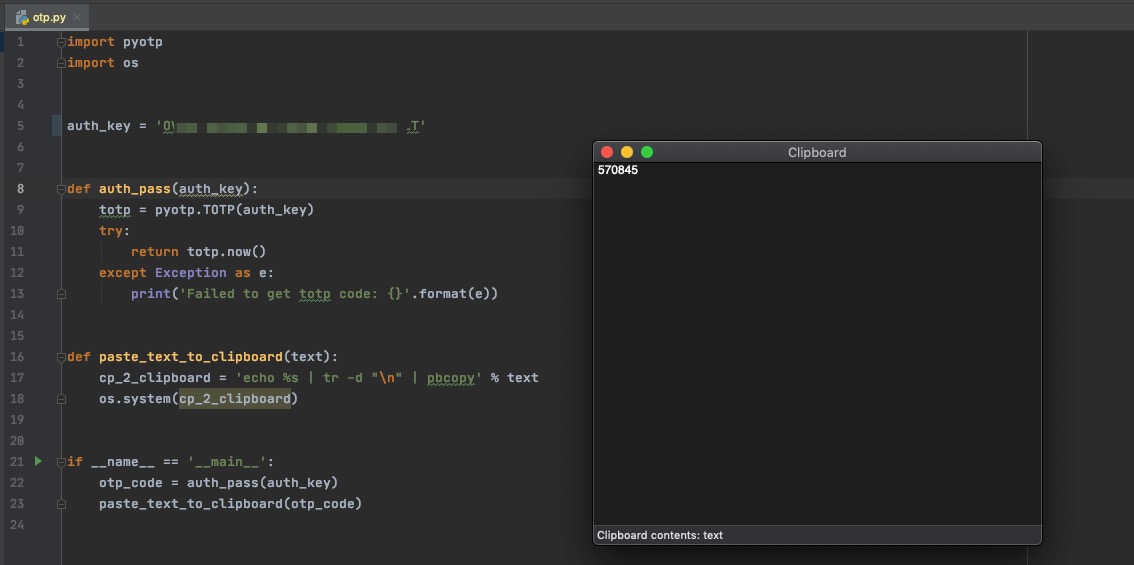 otp.py
1 import pyotp
2 import os
3
4
5 auth_key = 'O
6
7
8 def auth_pass(auth_key):
9     totp = pyotp.TOTP(auth_key)
10     try:
11         return totp.now()
12     except Exception as e:
13         print('Failed to get totp code: {}'.format(e))
14
15
16 def paste_text_to_clipboard(text):
17     cp_2_clipboard = 'echo %s | tr -d "\n" | pbcopy' % text
18     os.system(cp_2_clipboard)
19
20
21 if __name__ == '__main__':
22     otp_code = auth_pass(auth_key)
23     paste_text_to_clipboard(otp_code)
24
Clipboard
570845
Clipboard contents: text